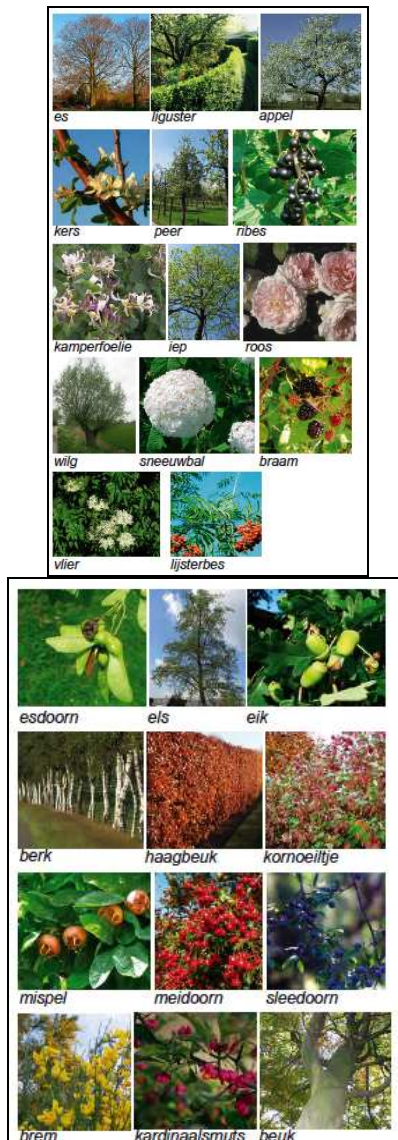 es liguster appel
kers peer ribes
kamperfoelie iep roos
wilg sneeuwbal braam
vlier lijsterbes
esdoorn els eik
berk haagbeuk kornoeiltje
mispel meidoorn sleedoorn
brem kardinaalsmuts beuk